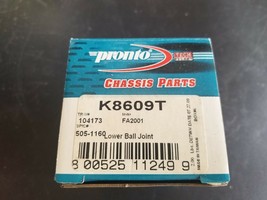 pronto
CHASSIS PARTS
K8609T
104173
FA2001
505-1160
Lower Ball Joint
8 00525 11249 9